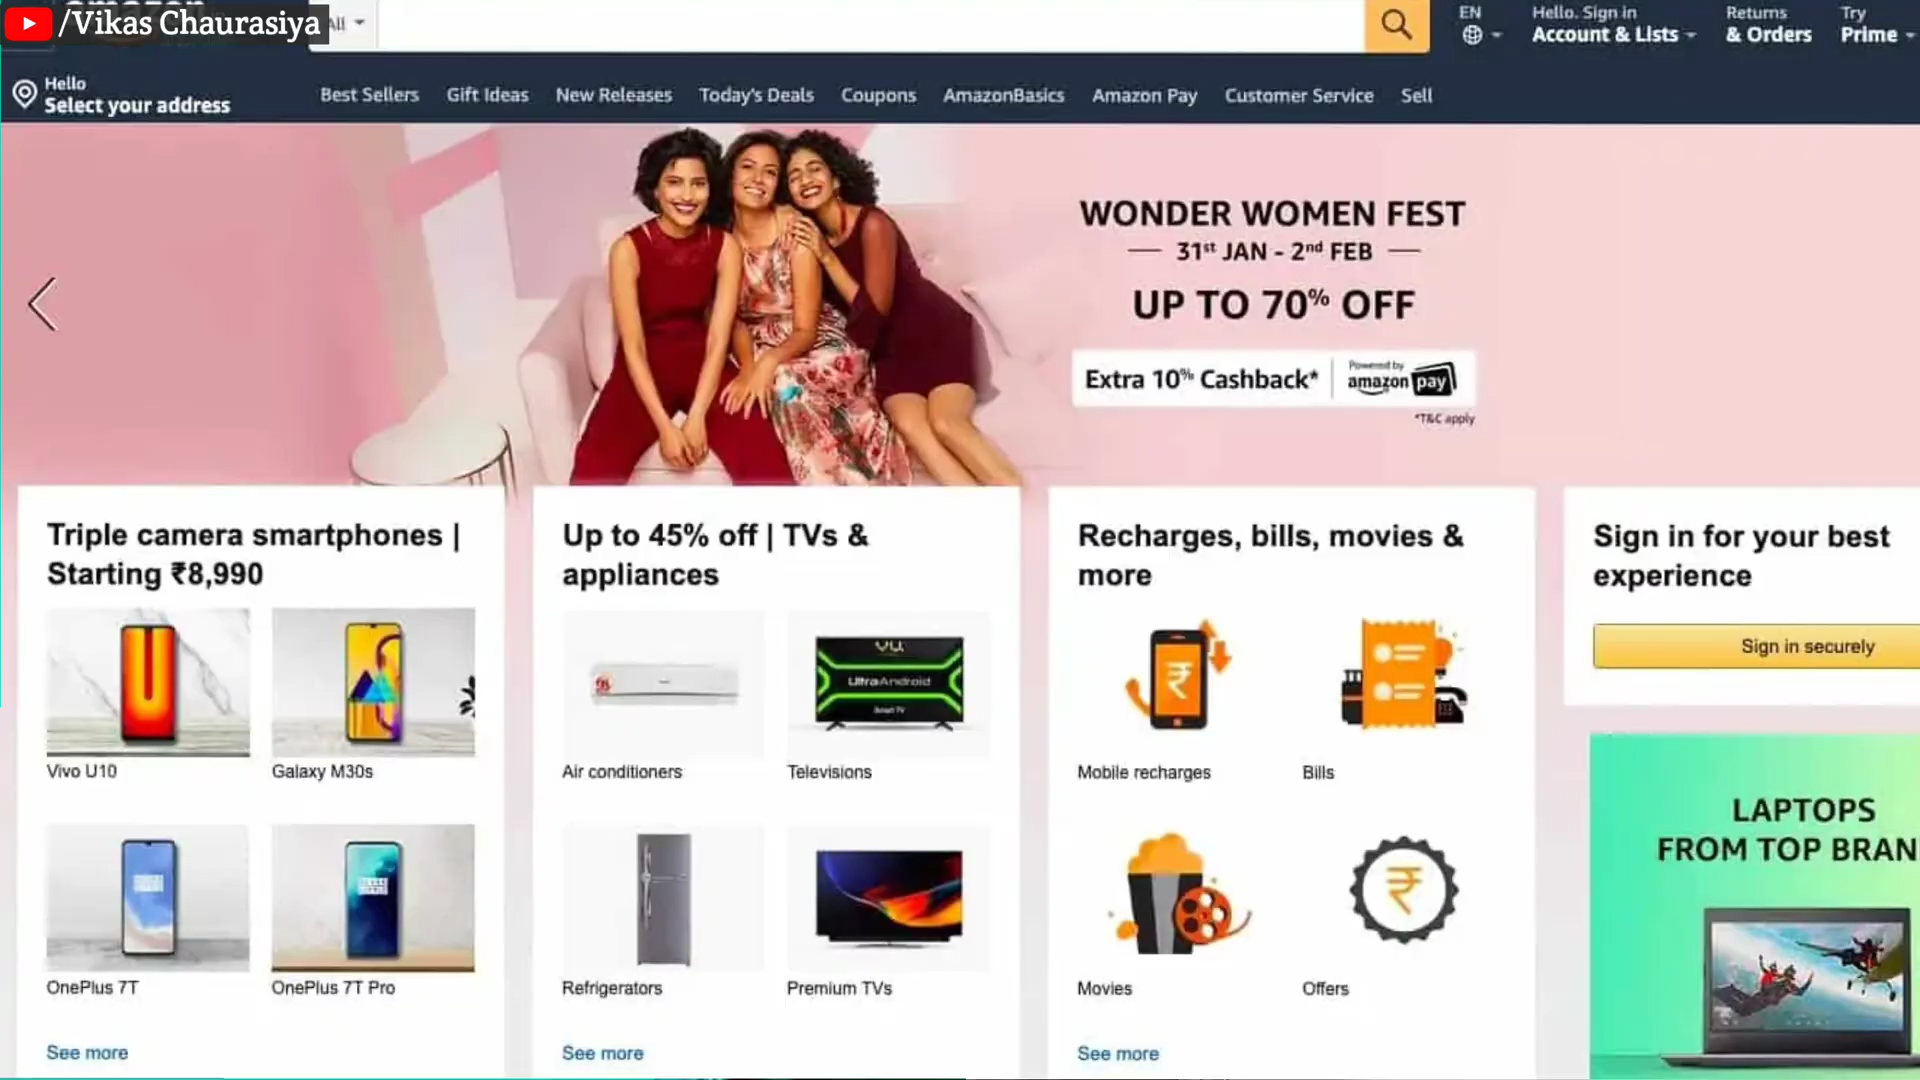 /Vikas Chaurasiya
All
EN
Hello. Sign in
Account & Lists
Returns
& Orders
Try
Prime
Hello
Select your address
Best Sellers
Gift Ideas
New Releases
Today's Deals
Coupons
AmazonBasics
Amazon Pay
Customer Service
Sell
WONDER WOMEN FEST
31st JAN - 2nd FEB
UP TO 70% OFF
Extra 10% Cashback*
Powered by
amazon pay
*T&C apply
Triple camera smartphones |
Starting ₹8,990
Vivo U10
Galaxy M30s
OnePlus 7T
OnePlus 7T Pro
See more
Up to 45% off | TVs &
appliances
VU
UltraAndroid
Smart TV
Air conditioners
Televisions
Refrigerators
Premium TVs
See more
Recharges, bills, movies &
more
Mobile recharges
Bills
Movies
Offers
See more
Sign in for your best
experience
Sign in securely
LAPTOPS
FROM TOP BRAN